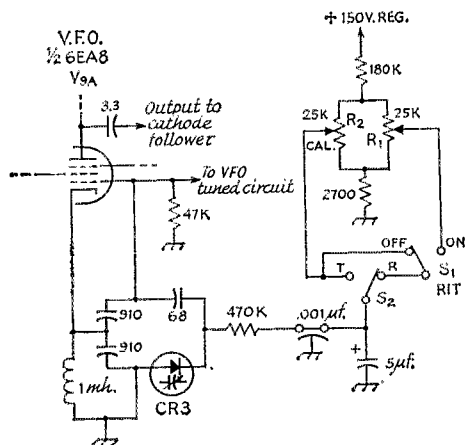 +150V. REG.
V.F.O.
½ 6EA8
V9A
180K
3.3
Output to
cathode
follower
25K
R2
CAL.
25K
R1
To VFO
tuned circuit
2700
47K
OFF
ON
T
R
S1
RIT
S2
910
68
470K
.001µf.
910
+
5µf.
1mh.
CR3